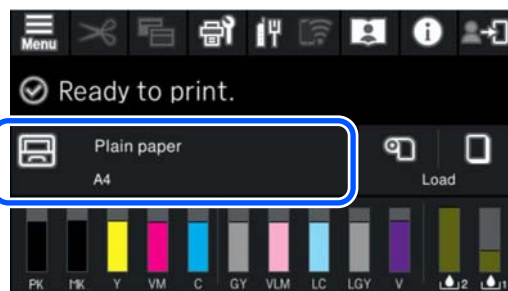 Menu
Ready to print.
Plain paper
A4
Load
PK MK Y VM C GY VLM LC LGY V 2 1